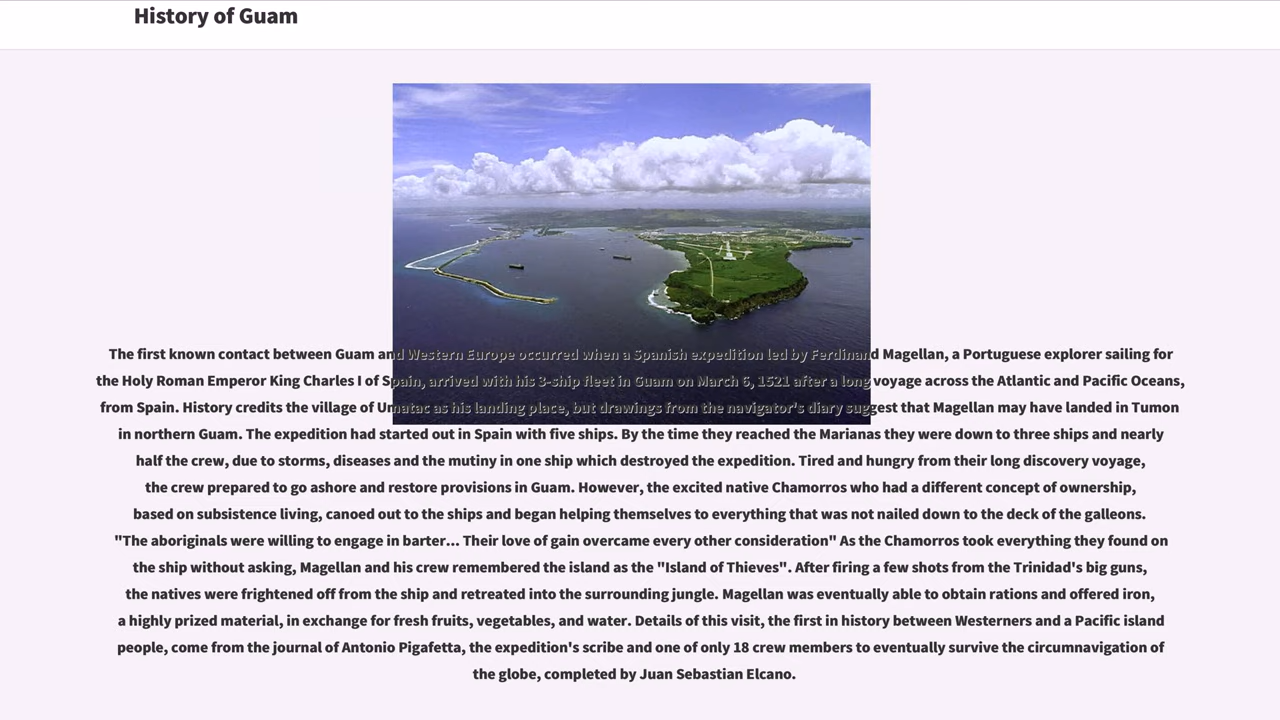 History of Guam
The first known contact between Guam and Western Europe occurred when a Spanish expedition led by Ferdinand Magellan, a Portuguese explorer sailing for
the Holy Roman Emperor King Charles I of Spain, arrived with his 3-ship fleet in Guam on March 6, 1521 after a long voyage across the Atlantic and Pacific Oceans,
from Spain. History credits the village of Umatac as his landing place, but drawings from the navigator's diary suggest that Magellan may have landed in Tumon
in northern Guam. The expedition had started out in Spain with five ships. By the time they reached the Marianas they were down to three ships and nearly
half the crew, due to storms, diseases and the mutiny in one ship which destroyed the expedition. Tired and hungry from their long discovery voyage,
the crew prepared to go ashore and restore provisions in Guam. However, the excited native Chamorros who had a different concept of ownership,
based on subsistence living, canoed out to the ships and began helping themselves to everything that was not nailed down to the deck of the galleons.
"The aboriginals were willing to engage in barter... Their love of gain overcame every other consideration" As the Chamorros took everything they found on
the ship without asking, Magellan and his crew remembered the island as the "Island of Thieves". After firing a few shots from the Trinidad's big guns,
the natives were frightened off from the ship and retreated into the surrounding jungle. Magellan was eventually able to obtain rations and offered iron,
a highly prized material, in exchange for fresh fruits, vegetables, and water. Details of this visit, the first in history between Westerners and a Pacific island
people, come from the journal of Antonio Pigafetta, the expedition's scribe and one of only 18 crew members to eventually survive the circumnavigation of
the globe, completed by Juan Sebastian Elcano.